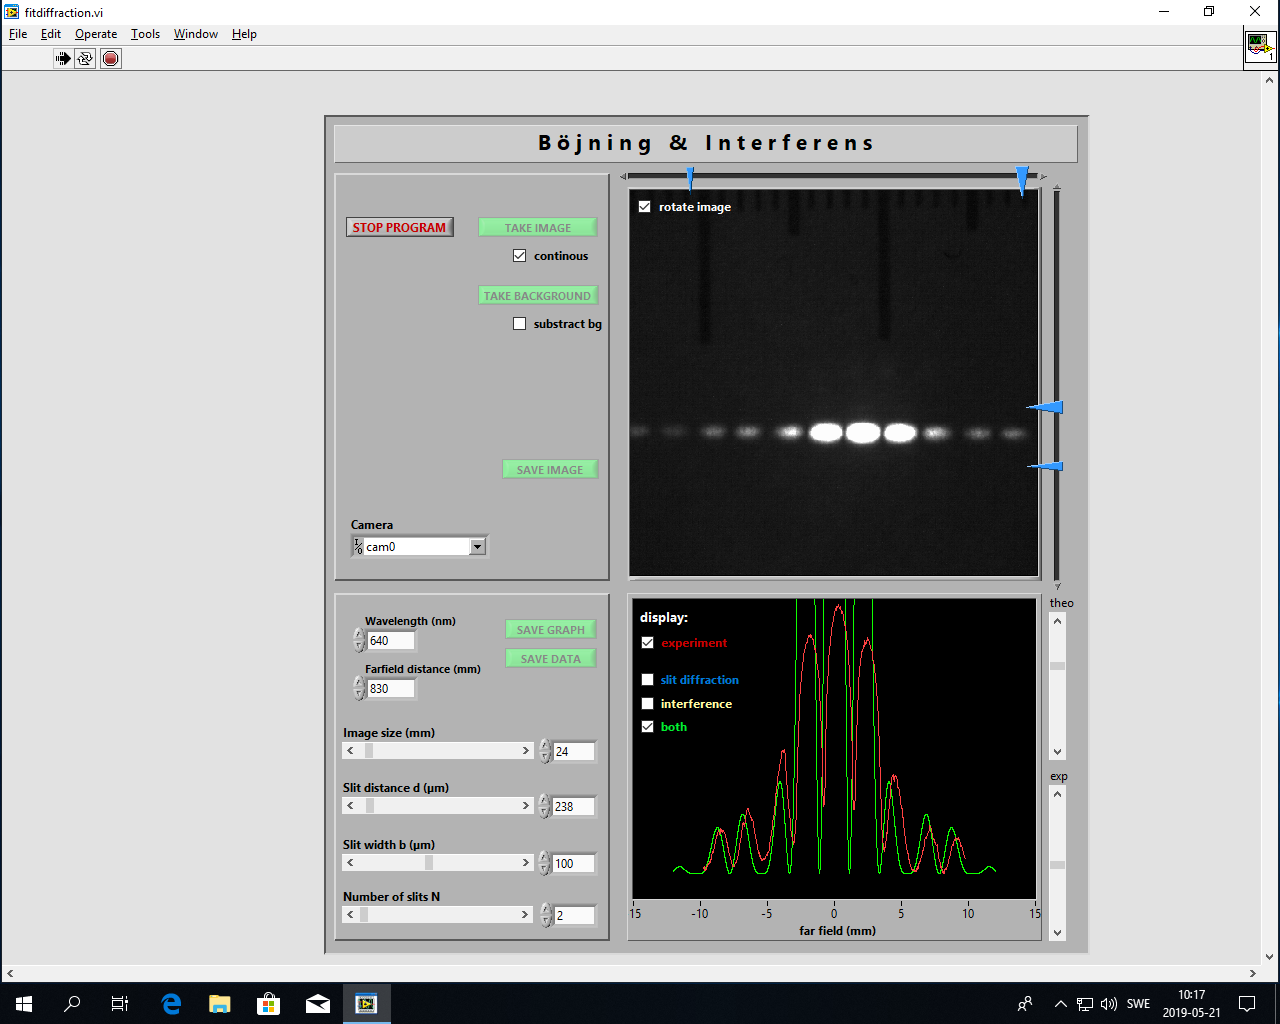 fitdiffraction.vi
File Edit Operate Tools Window Help
1
Böjning & Interferens
STOP PROGRAM
TAKE IMAGE
continous
TAKE BACKGROUND
substract bg
SAVE IMAGE
Camera
I/O cam0
rotate image
Wavelength (nm)
640
SAVE GRAPH
Farfield distance (mm)
830
SAVE DATA
Image size (mm)
24
Slit distance d (µm)
238
Slit width b (µm)
100
Number of slits N
2
display:
experiment
slit diffraction
interference
both
15 -10 -5 0 5 10 15
far field (mm)
theo
exp
SWE
10:17
2019-05-21